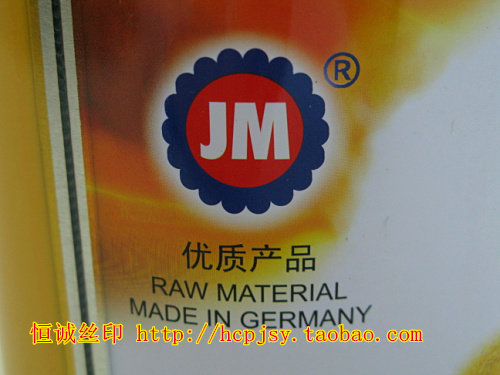 ®
JM
优质产品
RAW MATERIAL
MADE IN GERMANY
恒诚丝印 http://hcpjsy.taobao.com